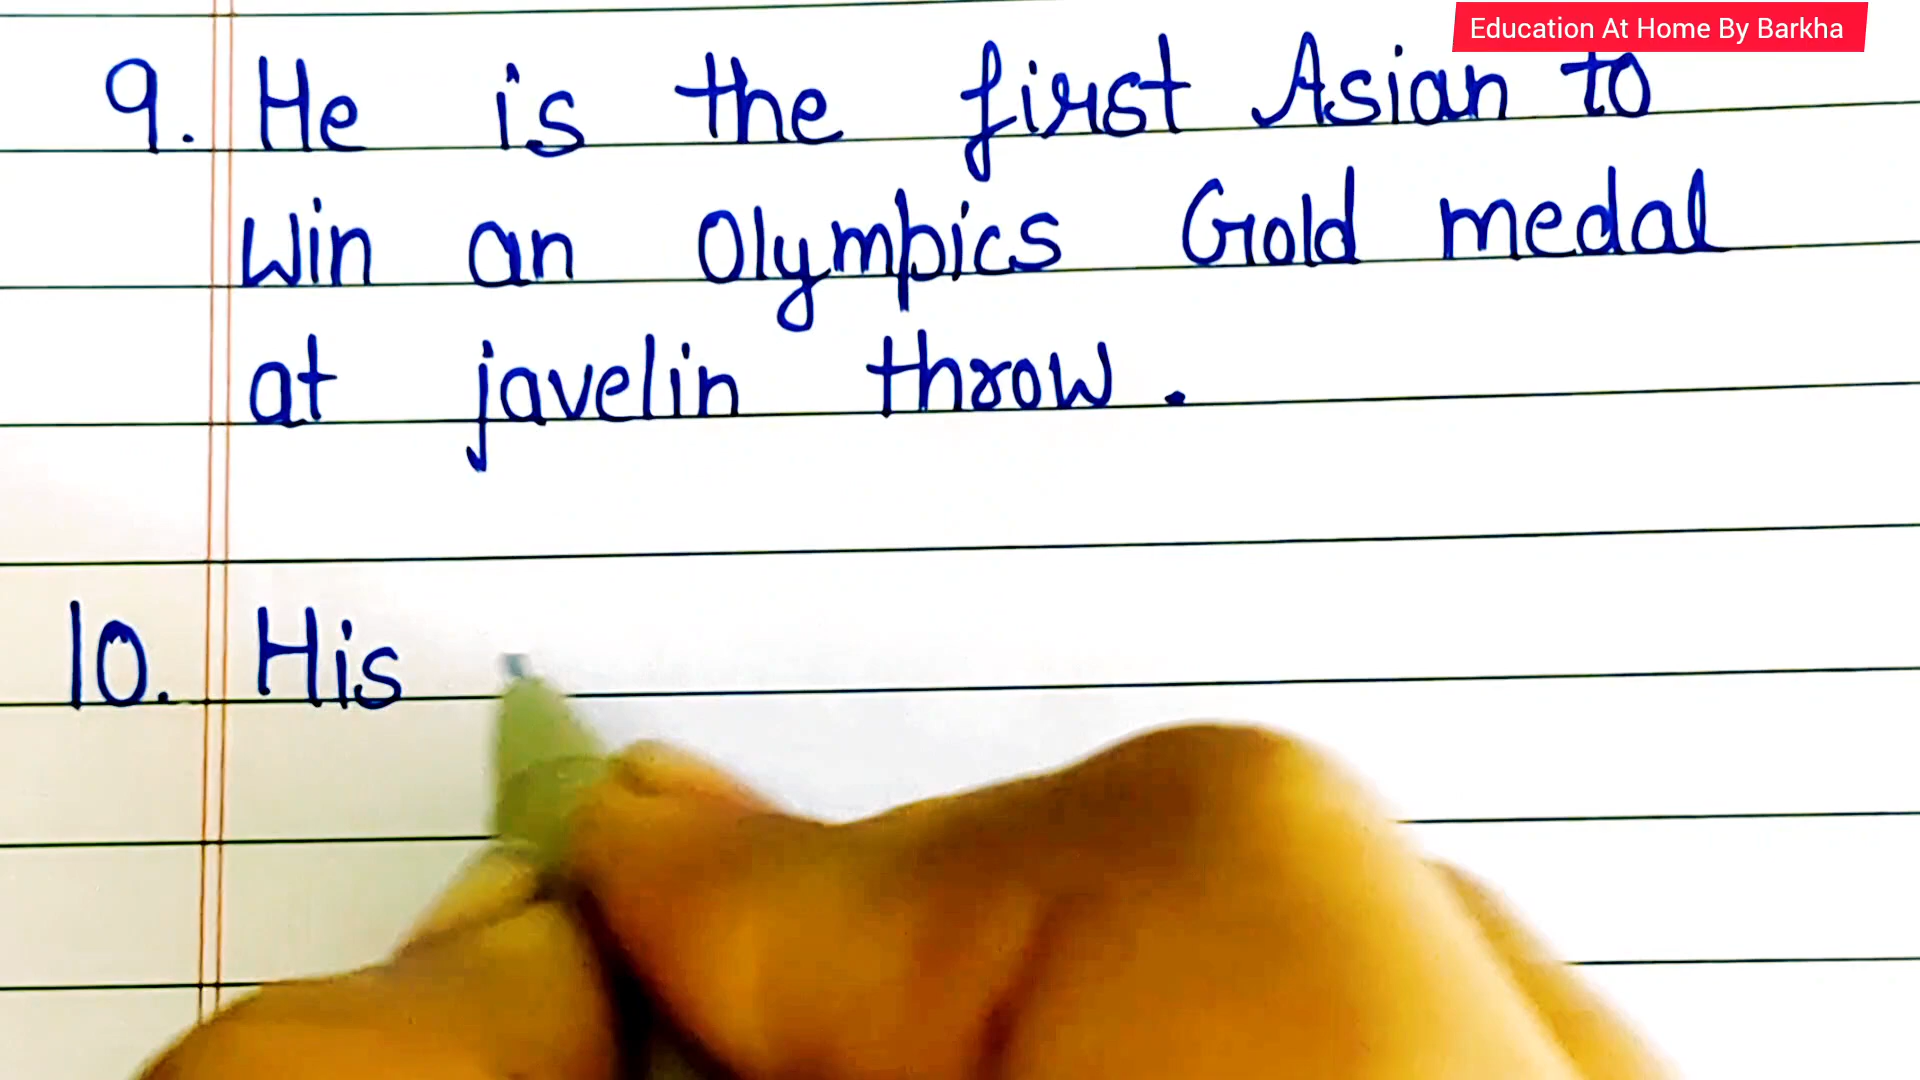 Education At Home By Barkha
9. He is the first Asian to
Win an Olympics Gold medal
at javelin throw.
10. His